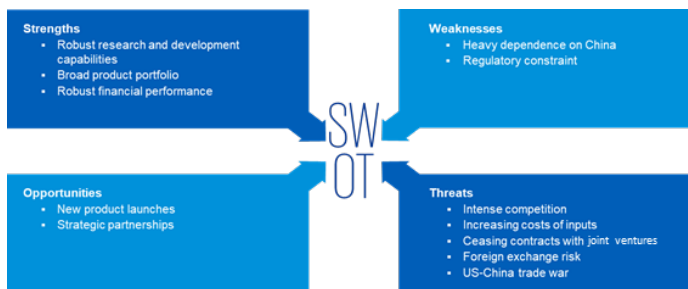 Strengths
▪ Robust research and development
capabilities
▪ Broad product portfolio
▪ Robust financial performance
Weaknesses
▪ Heavy dependence on China
▪ Regulatory constraint
SW
OT
Opportunities
▪ New product launches
▪ Strategic partnerships
Threats
▪ Intense competition
▪ Increasing costs of inputs
▪ Ceasing contracts with joint ventures
▪ Foreign exchange risk
▪ US-China trade war